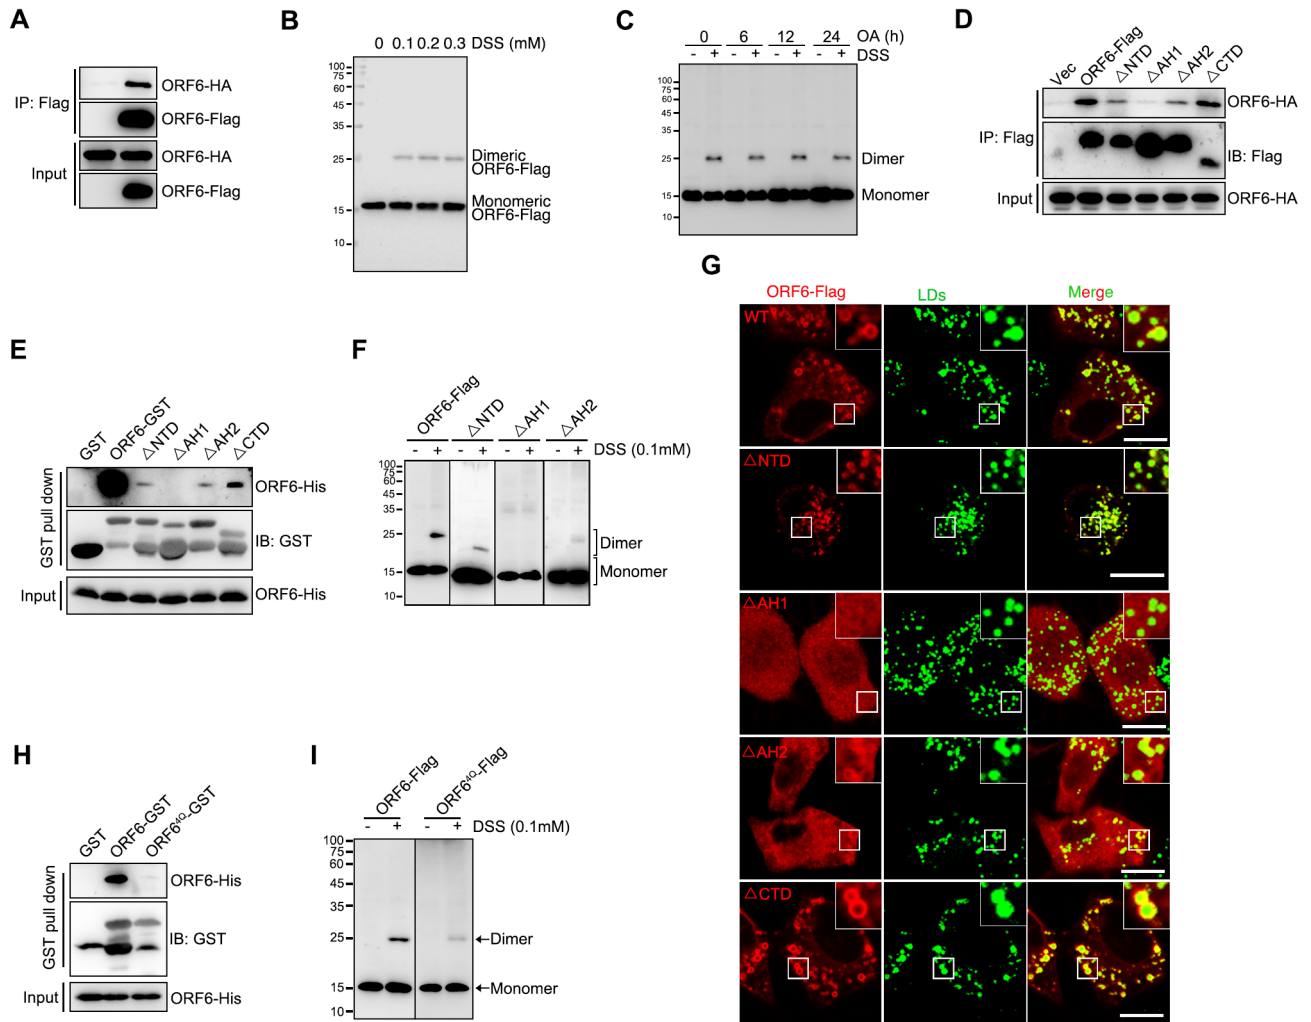 A
IP: Flag
ORF6-HA
ORF6-Flag
Input
ORF6-HA
ORF6-Flag
B
0 0.1 0.2 0.3 DSS (mM)
100
75
60
45
35
25
15
10
Dimeric
ORF6-Flag
Monomeric
ORF6-Flag
C
0 6 12 24 OA (h)
- + - + - + - + DSS
100
75
60
45
35
25
15
10
Dimer
Monomer
D
Vec ORF6-Flag △NTD △AH1 △AH2 △CTD
IP: Flag
ORF6-HA
IB: Flag
Input
ORF6-HA
E
GST ORF6-GST △NTD △AH1 △AH2 △CTD
GST pull down
ORF6-His
IB: GST
Input
ORF6-His
F
ORF6-Flag △NTD △AH1 △AH2
- + - + - + - + DSS (0.1mM)
100
75
60
45
35
25
15
10
Dimer
Monomer
G
ORF6-Flag LDs Merge
WT
△NTD
△AH1
△AH2
△CTD
H
GST ORF6-GST ORF6⁴Q-GST
GST pull down
ORF6-His
IB: GST
Input
ORF6-His
I
ORF6-Flag ORF6⁴Q-Flag
- + - + DSS (0.1mM)
100
75
60
45
35
25
15
10
←Dimer
←Monomer